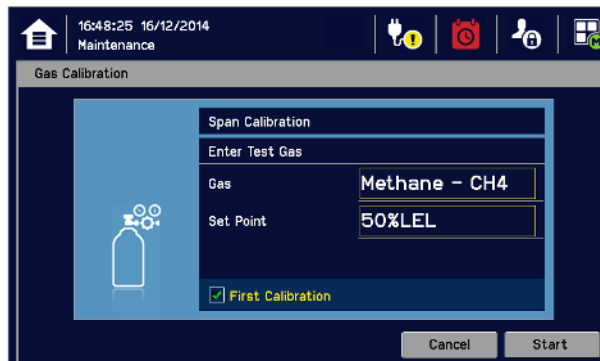 16:48:25 16/12/2014
Maintenance
Gas Calibration
Span Calibration
Enter Test Gas
Gas Methane - CH4
Set Point 50%LEL
First Calibration
Cancel Start